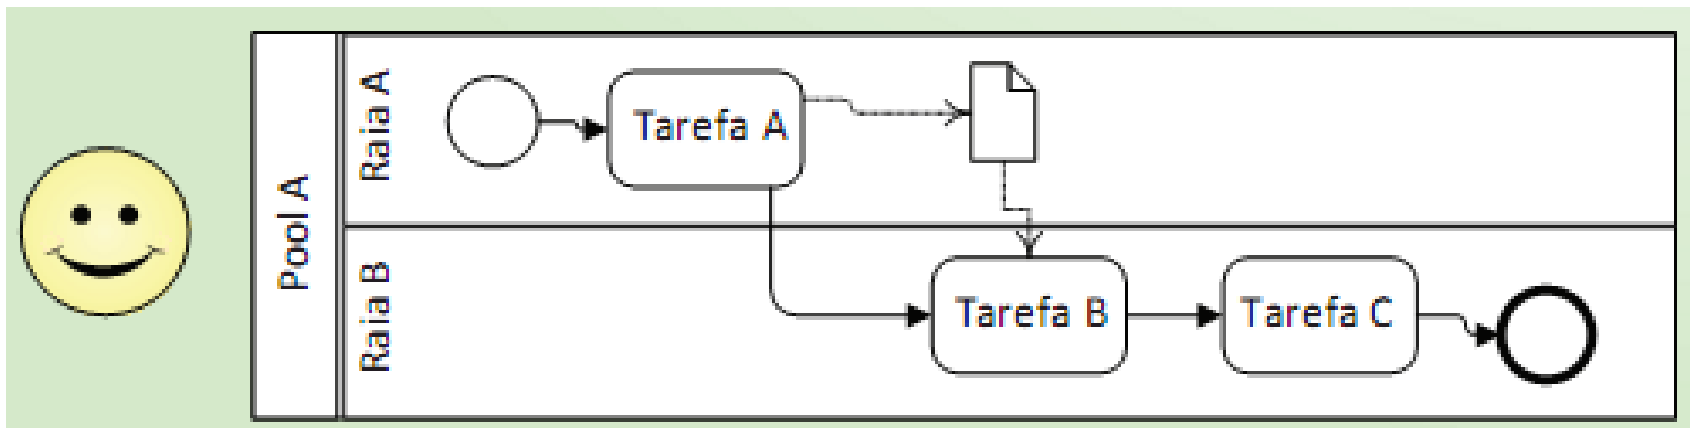 Pool A
Raia A
Tarefa A
Raia B
Tarefa B
Tarefa C